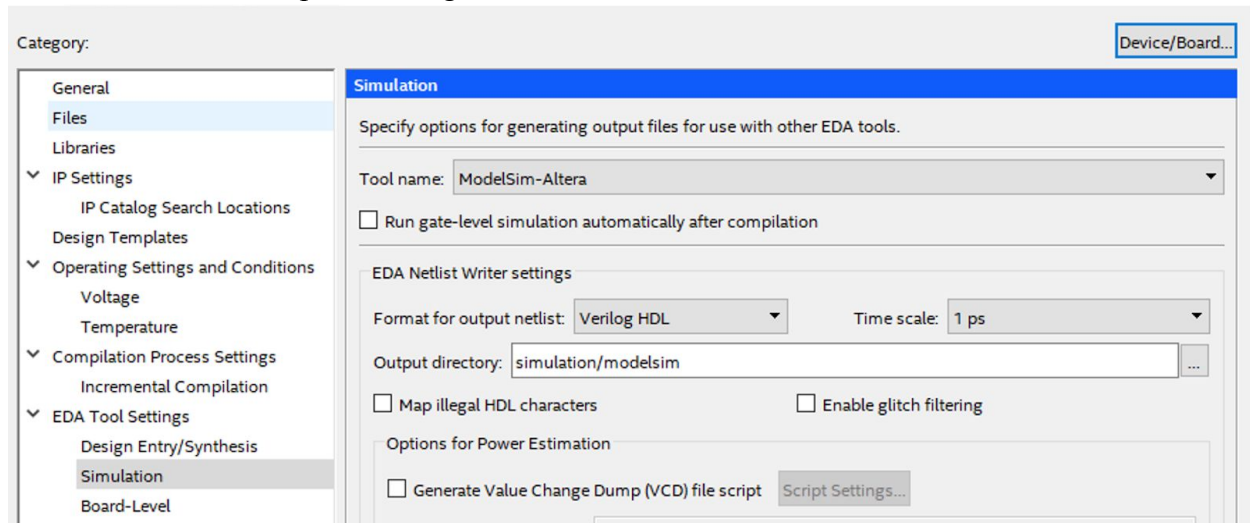 Category:
Device/Board...
General
Files
Libraries
IP Settings
IP Catalog Search Locations
Design Templates
Operating Settings and Conditions
Voltage
Temperature
Compilation Process Settings
Incremental Compilation
EDA Tool Settings
Design Entry/Synthesis
Simulation
Board-Level
Simulation
Specify options for generating output files for use with other EDA tools.
Tool name: ModelSim-Altera
Run gate-level simulation automatically after compilation
EDA Netlist Writer settings
Format for output netlist: Verilog HDL Time scale: 1 ps
Output directory: simulation/modelsim ...
Map illegal HDL characters Enable glitch filtering
Options for Power Estimation
Generate Value Change Dump (VCD) file script Script Settings...